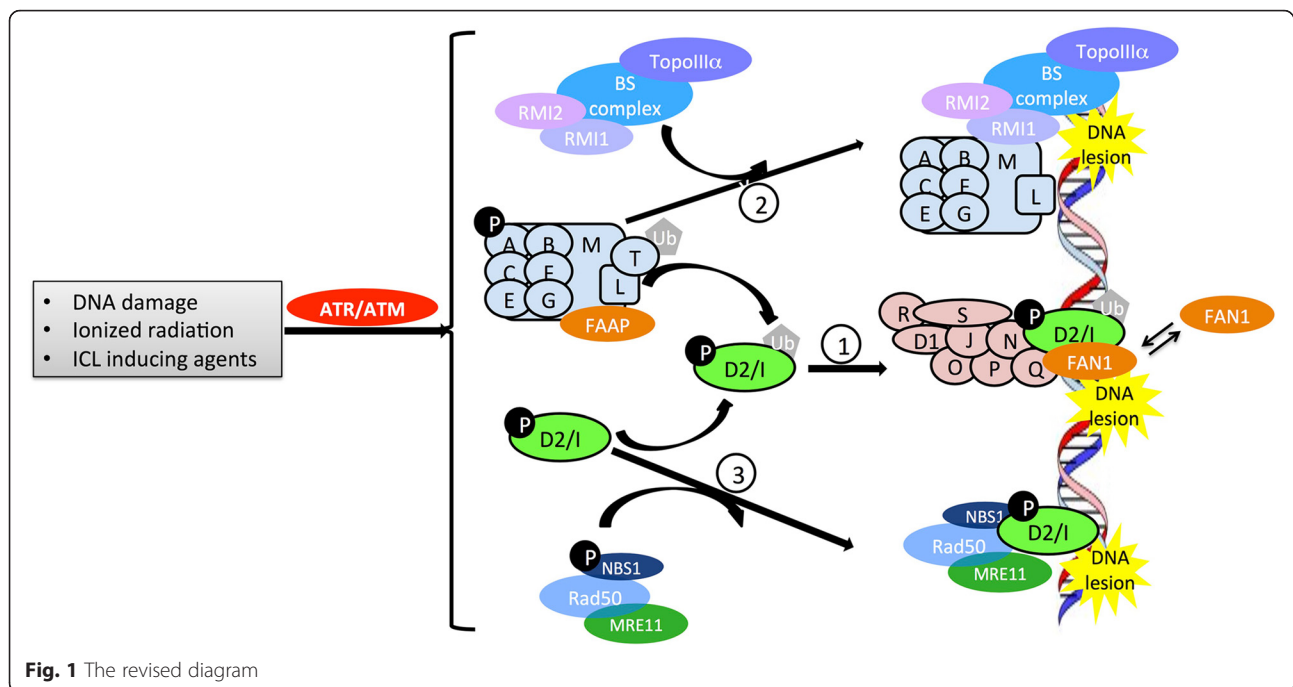 TopoIIIα
BS
complex
RMI2
RMI1
2
P
A B M
C F
E G
T
L
Ub
FAAP
• DNA damage
• Ionized radiation
• ICL inducing agents
ATR/ATM
P
Ub
D2/I
1
P
D2/I
3
P
NBS1
Rad50
MRE11
TopoIIIα
BS
complex
RMI2
RMI1
DNA
lesion
A B M
C F
E G
L
R S
D1 J N
O P Q
P
Ub
D2/I
FAN1
FAN1
DNA
lesion
P
NBS1
D2/I
Rad50
MRE11
DNA
lesion
Fig. 1 The revised diagram